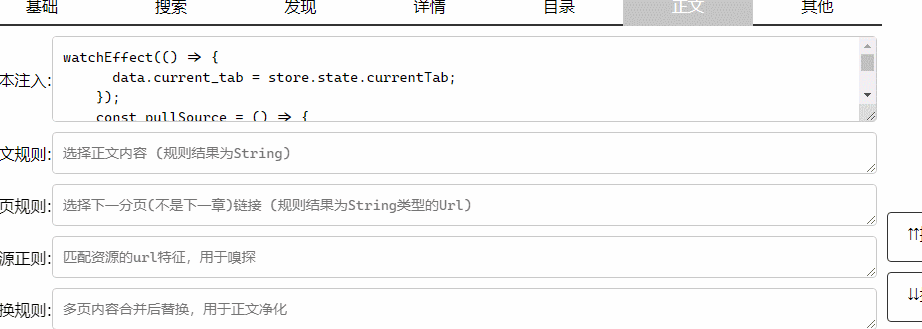 基础 搜索 发现 详情 目录 正文 其他
本注入:
watchEffect(() => {
data.current_tab = store.state.currentTab;
});
const pullSource = () => {
文规则: 选择正文内容 (规则结果为String)
页规则: 选择下一分页(不是下一章)链接 (规则结果为String类型的Url)
源正则: 匹配资源的url特征，用于嗅探
换规则: 多页内容合并后替换，用于正文净化
⇈
⇊